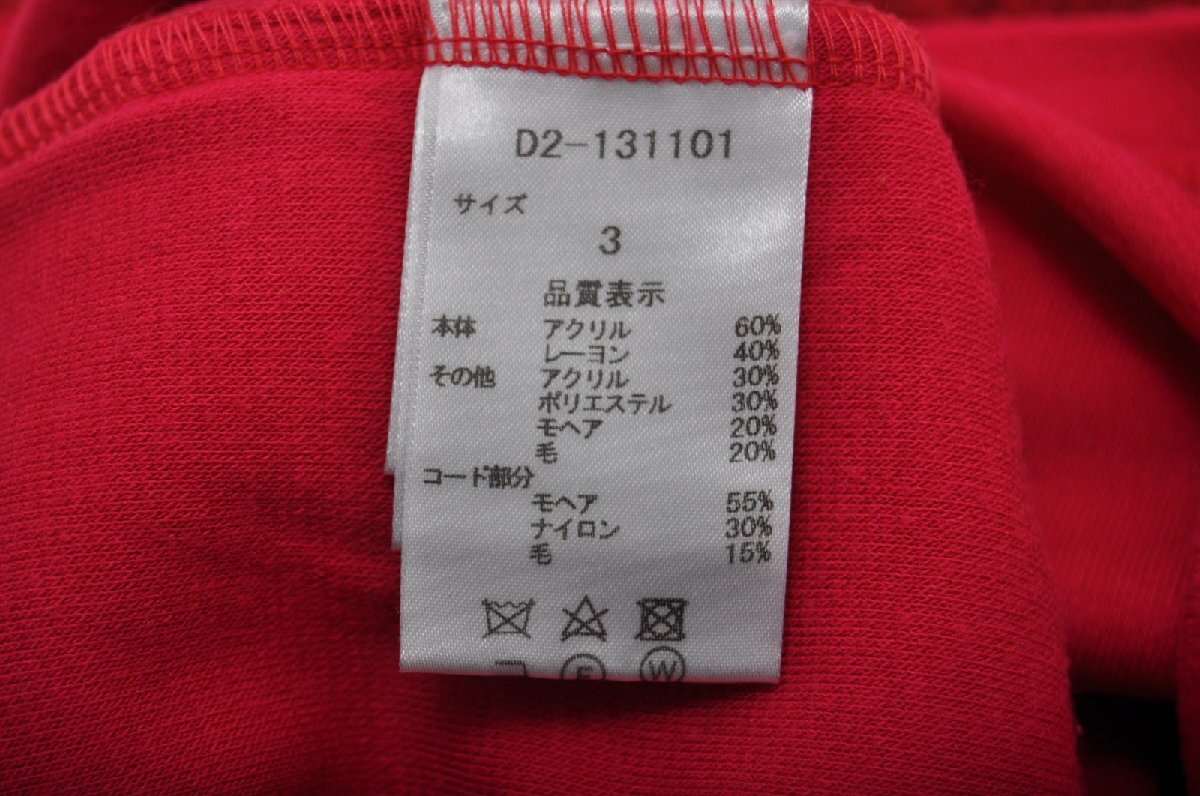 D2-131101
サイズ
3
品質表示
本体 アクリル 60%
レーヨン 40%
その他 アクリル 30%
ポリエステル 30%
モヘア 20%
毛 20%
コード部分
モヘア 55%
ナイロン 30%
毛 15%
F W